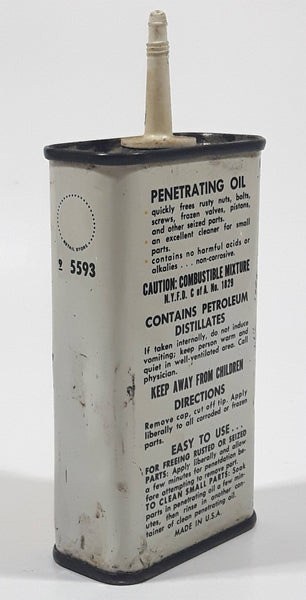 PENETRATING OIL
• quickly frees rusty nuts, bolts,
screws, frozen valves, pistons,
and other seized parts.
• an excellent cleaner for small
parts.
• contains no harmful acids or
alkalies . . . non-corrosive.
CAUTION: COMBUSTIBLE MIXTURE
N.Y.F.D. C of A. No. 1829
CONTAINS PETROLEUM
DISTILLATES
If taken internally, do not induce
vomiting; keep person warm and
quiet in well-ventilated area. Call
physician.
KEEP AWAY FROM CHILDREN
DIRECTIONS
Remove cap, cut off tip. Apply
liberally to all corroded or frozen
parts.
EASY TO USE . . .
FOR FREEING RUSTED OR SEIZED
PARTS: Apply liberally and allow
a few minutes for penetration be-
fore attempting to remove part.
TO CLEAN SMALL PARTS: Soak
parts in penetrating oil a few min-
utes, then rinse in another con-
tainer of clean penetrating oil.
MADE IN U.S.A.
RETAIL STORE
9 5593